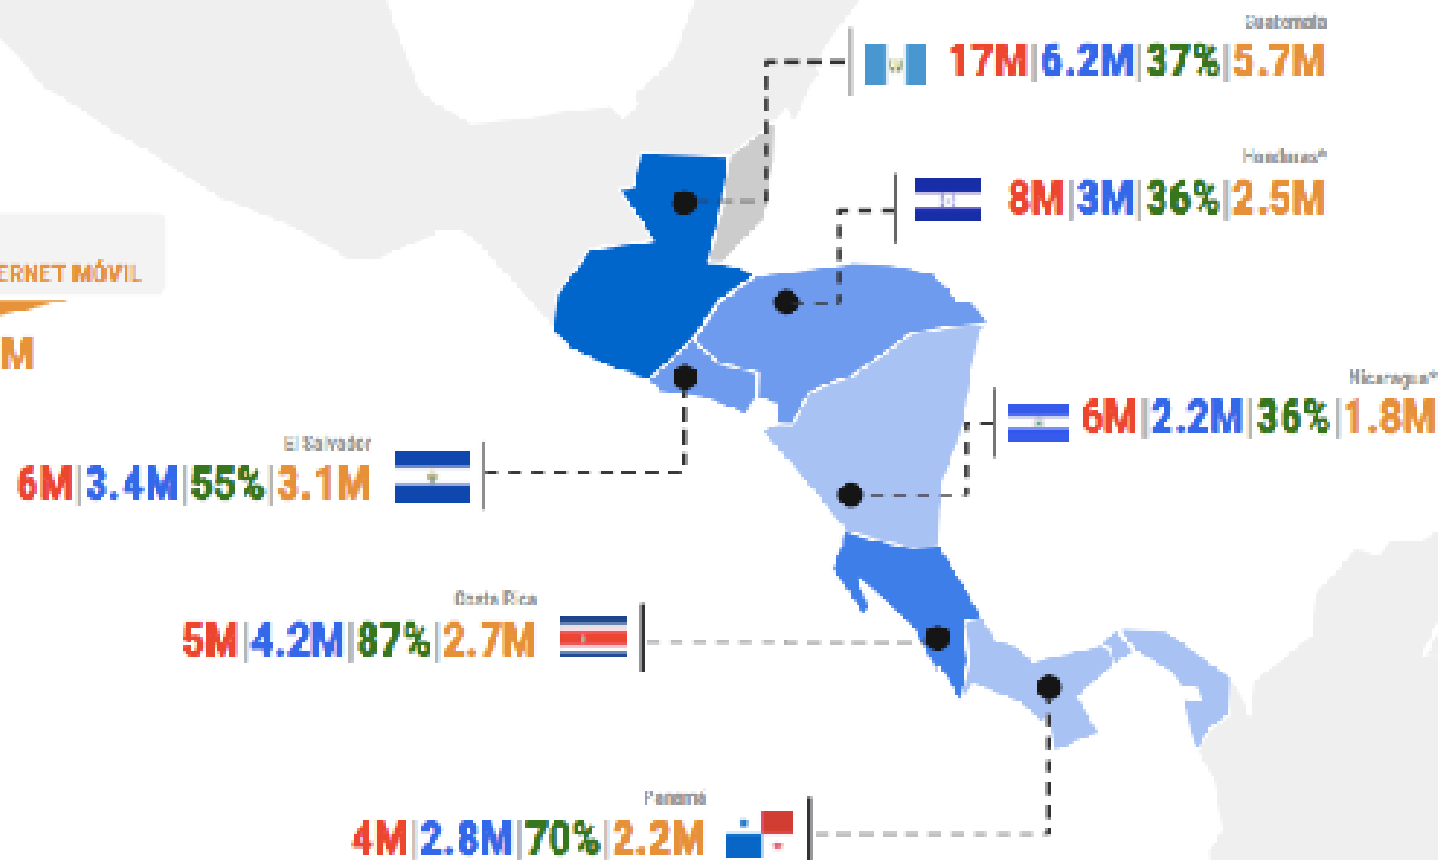 Guatemala
17M|6.2M|37%|5.7M
Honduras*
8M|3M|36%|2.5M
ERNET MÓVIL
M
Nicaragua*
6M|2.2M|36%|1.8M
El Salvador
6M|3.4M|55%|3.1M
Costa Rica
5M|4.2M|87%|2.7M
Panamá
4M|2.8M|70%|2.2M